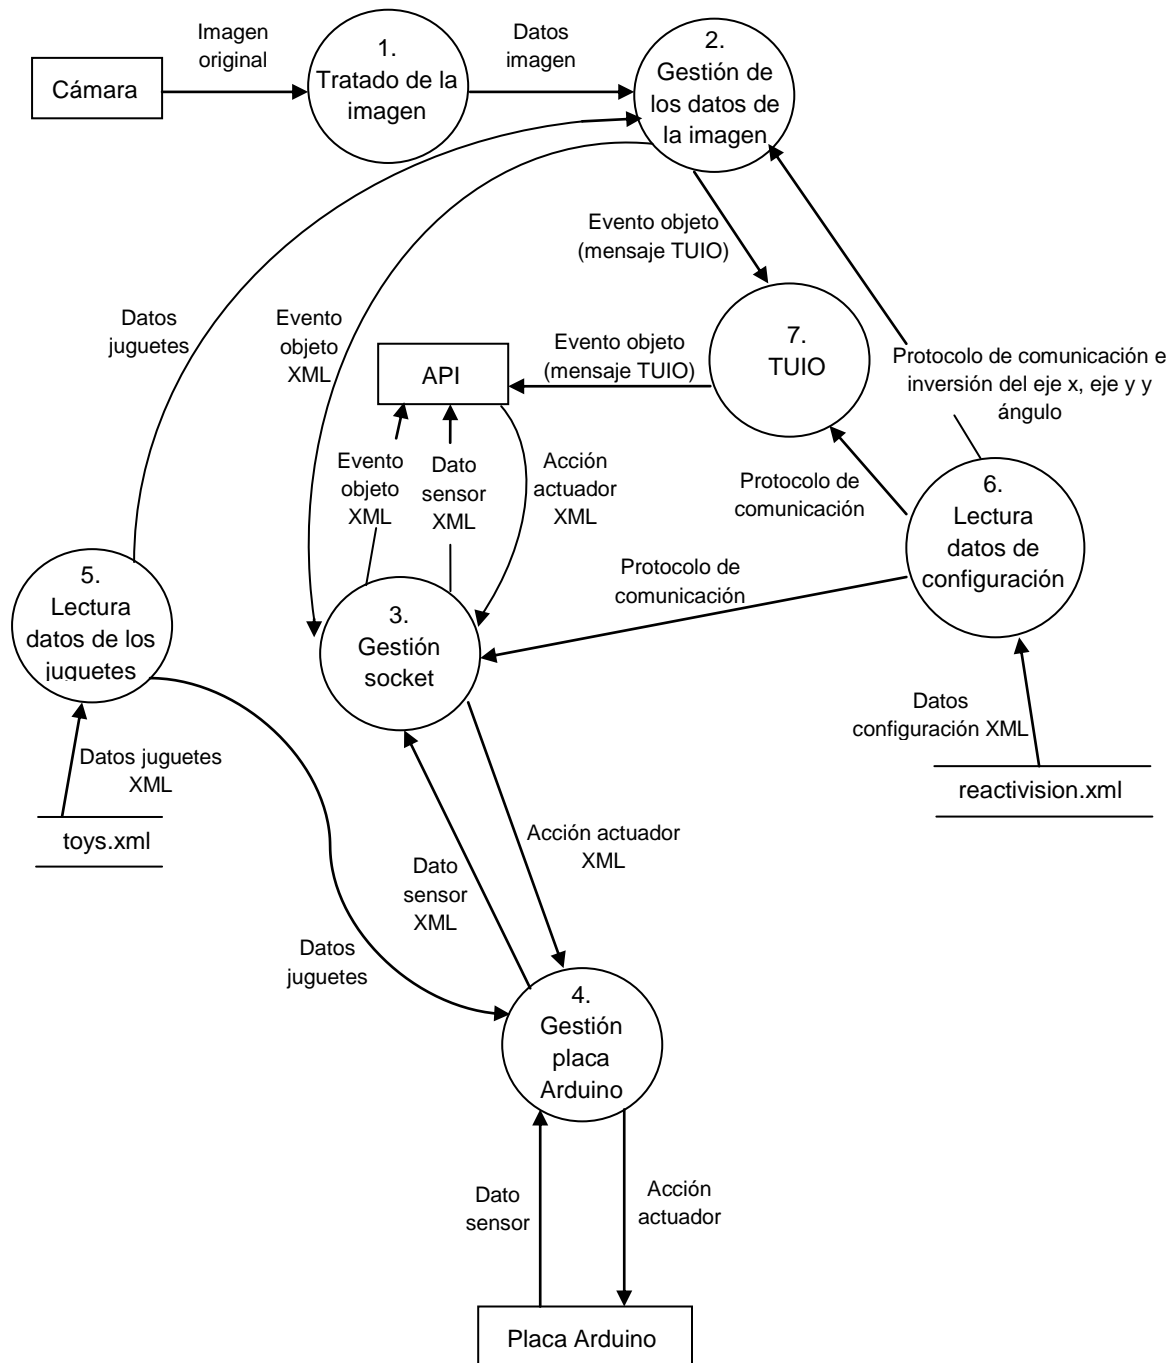 Imagen
original
Datos
imagen
Cámara
1.
Tratado de la
imagen
2.
Gestión de
los datos de
la imagen
Evento objeto
(mensaje TUIO)
Datos
juguetes
Evento
objeto
XML
API
Evento objeto
(mensaje TUIO)
7.
TUIO
Protocolo de comunicación e
inversión del eje x, eje y y
ángulo
Evento
objeto
XML
Dato
sensor
XML
Acción
actuador
XML
Protocolo de
comunicación
6.
Lectura
datos de
configuración
5.
Lectura
datos de los
juguetes
3.
Gestión
socket
Protocolo de
comunicación
Datos
configuración XML
Datos juguetes
XML
reactivision.xml
toys.xml
Acción actuador
XML
Dato
sensor
XML
Datos
juguetes
4.
Gestión
placa
Arduino
Dato
sensor
Acción
actuador
Placa Arduino